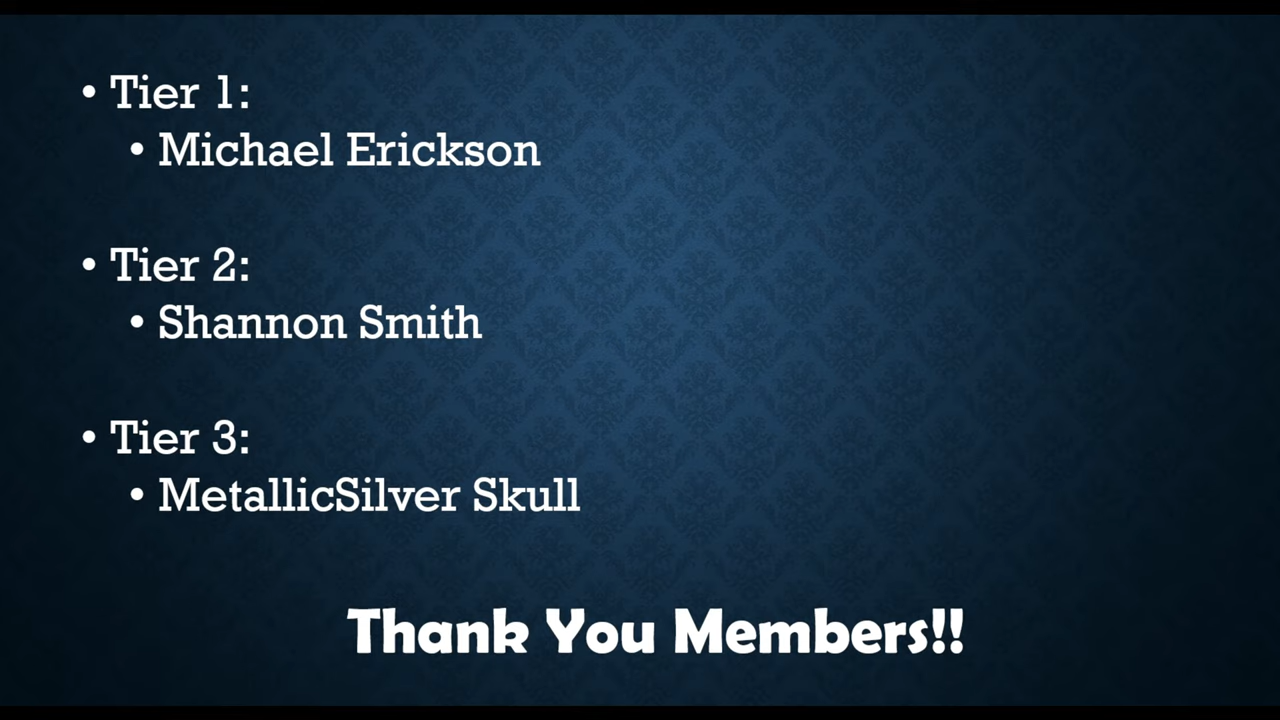 • Tier 1:
• Michael Erickson
• Tier 2:
• Shannon Smith
• Tier 3:
• MetallicSilver Skull
Thank You Members!!